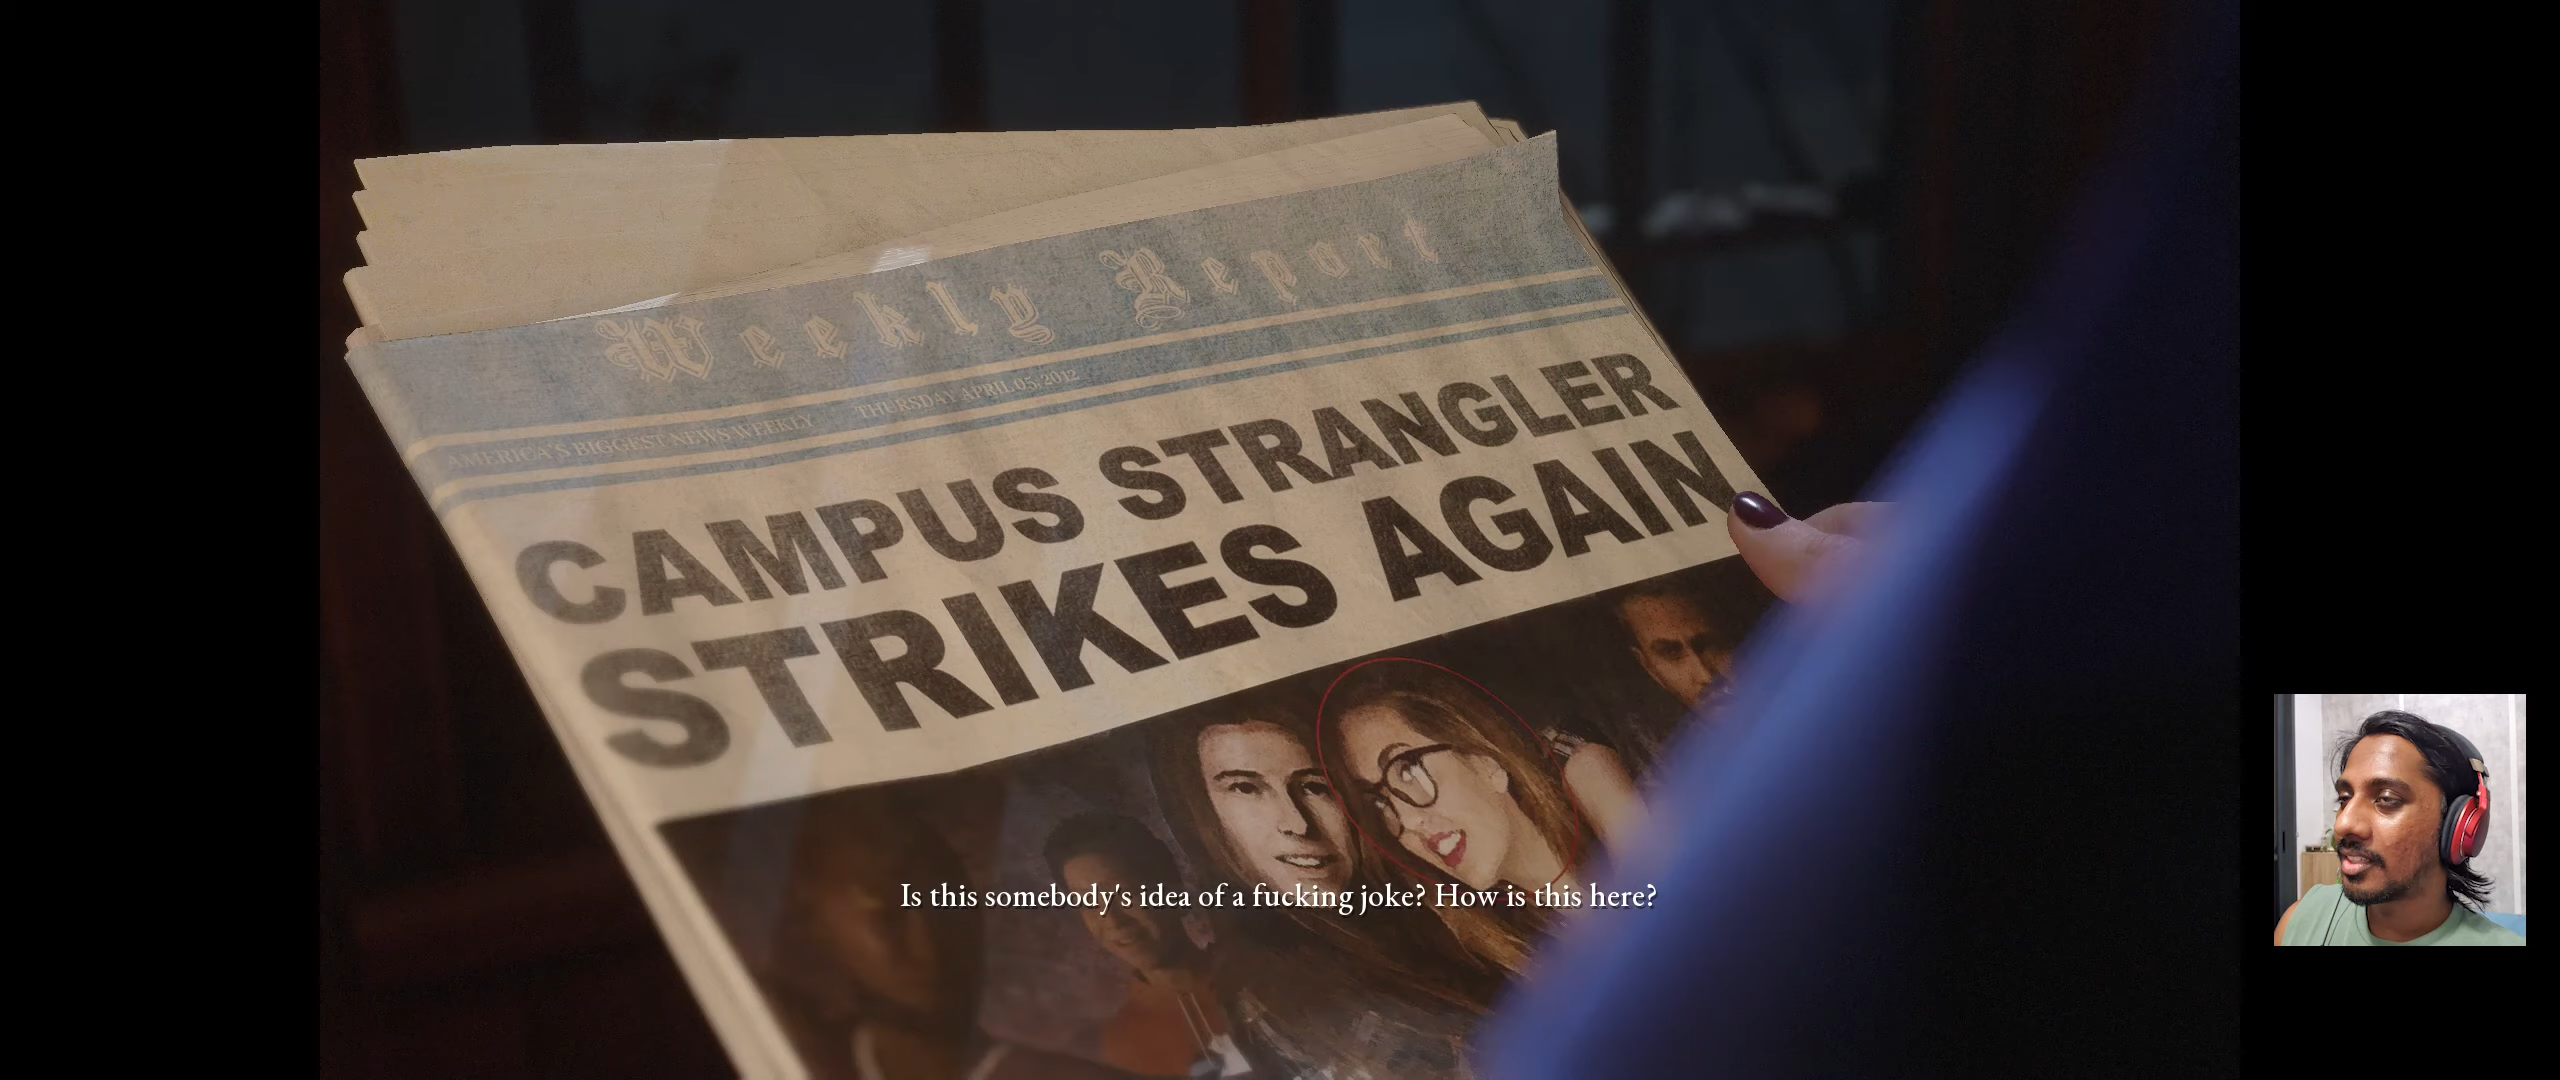 Weekly Report
AMERICA'S BIGGEST NEWS WEEKLY THURSDAY APRIL 05, 2012
CAMPUS STRANGLER
STRIKES AGAIN
Is this somebody's idea of a fucking joke? How is this here?